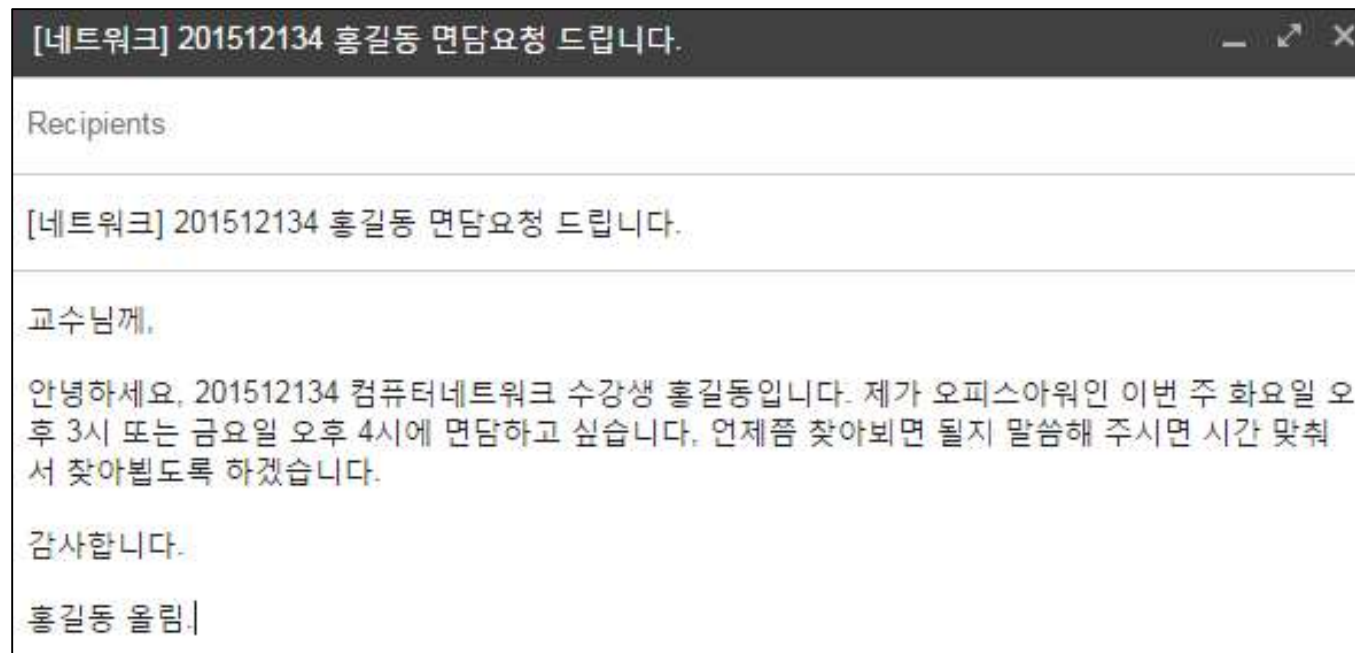 [네트워크] 201512134 홍길동 면담요청 드립니다.
Recipients
[네트워크] 201512134 홍길동 면담요청 드립니다.
교수님께,
안녕하세요, 201512134 컴퓨터네트워크 수강생 홍길동입니다. 제가 오피스아워인 이번 주 화요일 오
후 3시 또는 금요일 오후 4시에 면담하고 싶습니다, 언제쯤 찾아뵈면 될지 말씀해 주시면 시간 맞춰
서 찾아뵙도록 하겠습니다.
감사합니다.
홍길동 올림.